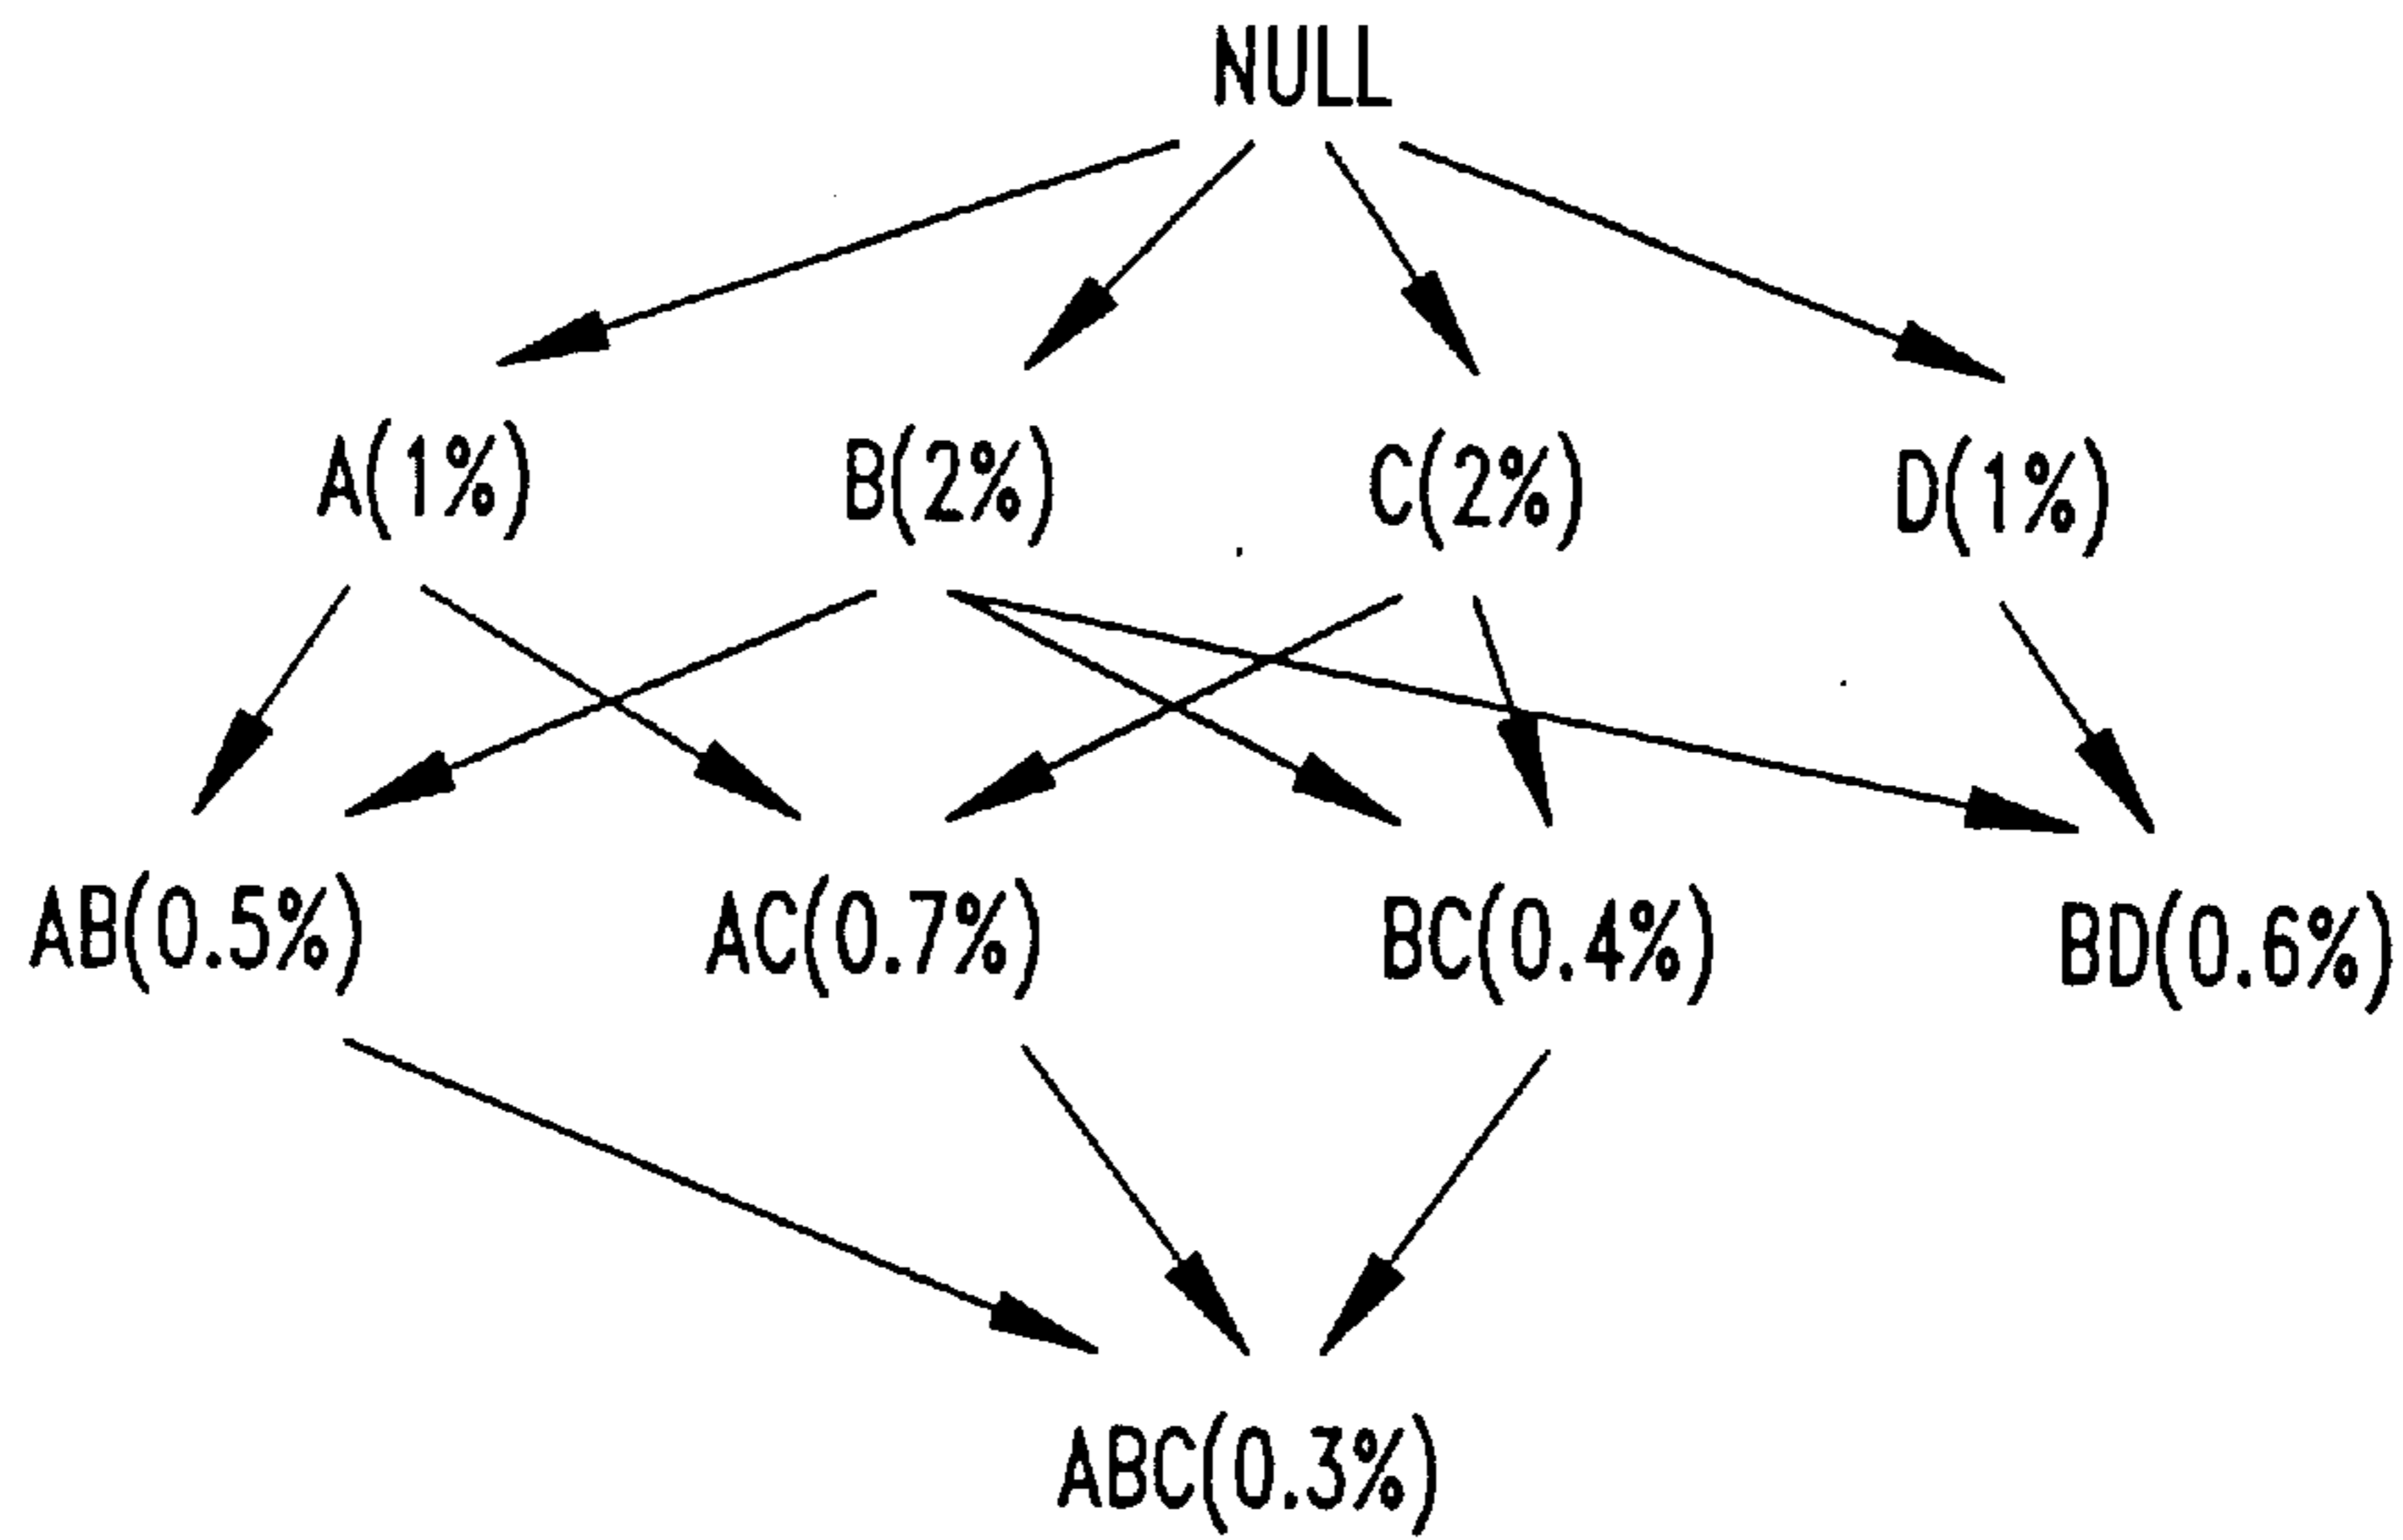 NULL
A(1%) B(2%) C(2%) D(1%)
AB(0.5%) AC(0.7%) BC(0.4%) BD(0.6%)
ABC(0.3%)